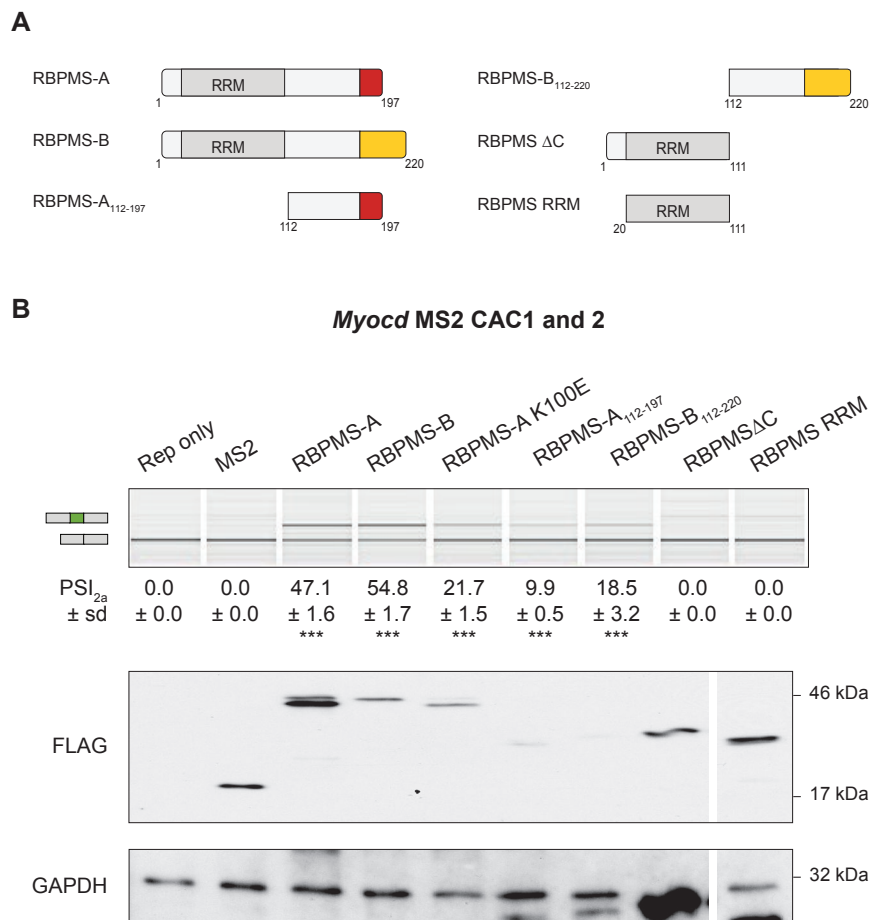 A
RBPMS-A RRM 1 197
RBPMS-B RRM 1 220
RBPMS-A112-197 112 197
RBPMS-B112-220 112 220
RBPMS ΔC RRM 1 111
RBPMS RRM RRM 20 111
B
Myocd MS2 CAC1 and 2
Rep only MS2 RBPMS-A RBPMS-B RBPMS-A K100E RBPMS-A112-197 RBPMS-B112-220 RBPMSΔC RBPMS RRM
PSI2a 0.0 0.0 47.1 54.8 21.7 9.9 18.5 0.0 0.0
± sd ± 0.0 ± 0.0 ± 1.6 ± 1.7 ± 1.5 ± 0.5 ± 3.2 ± 0.0 ± 0.0
*** *** *** *** ***
46 kDa
FLAG
17 kDa
32 kDa
GAPDH